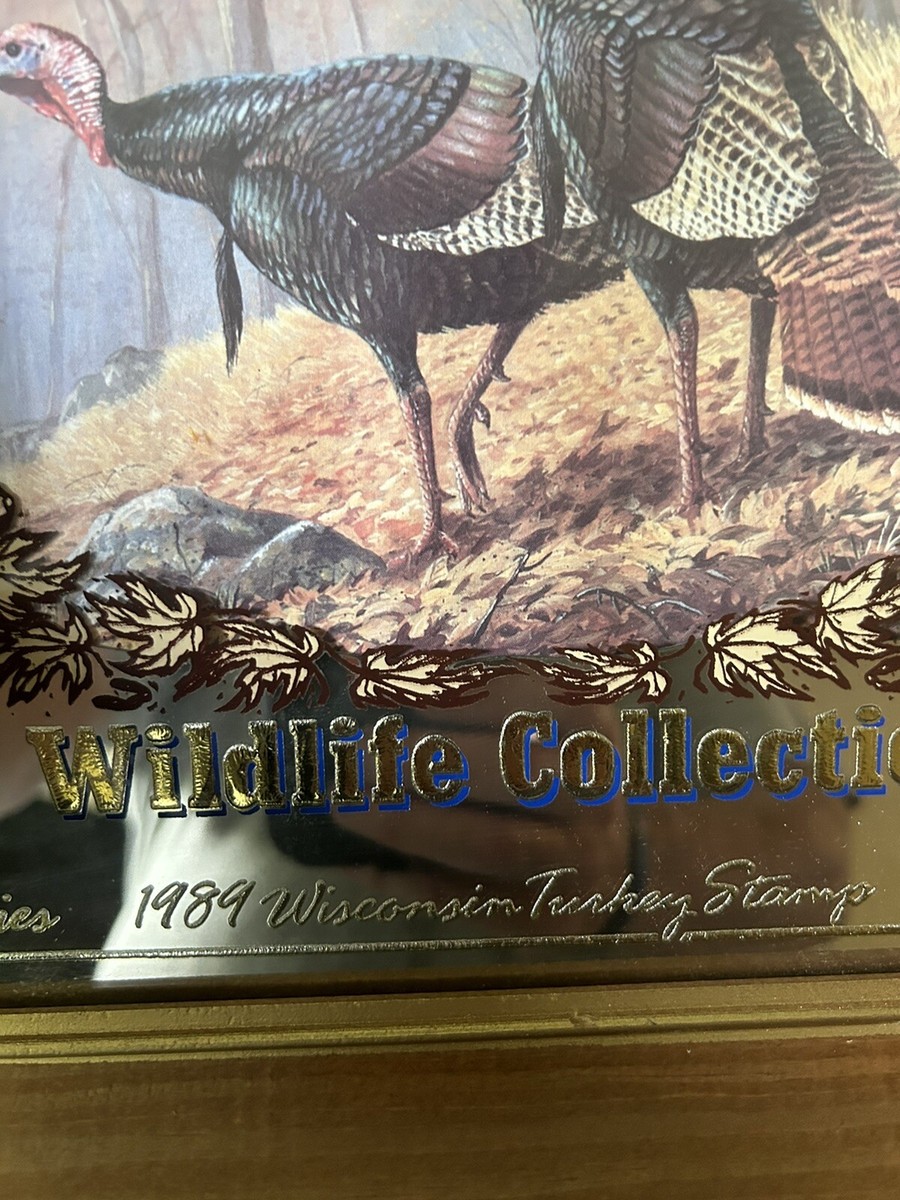 Wildlife Collectio
ies 1989 Wisconsin Turkey Stamp